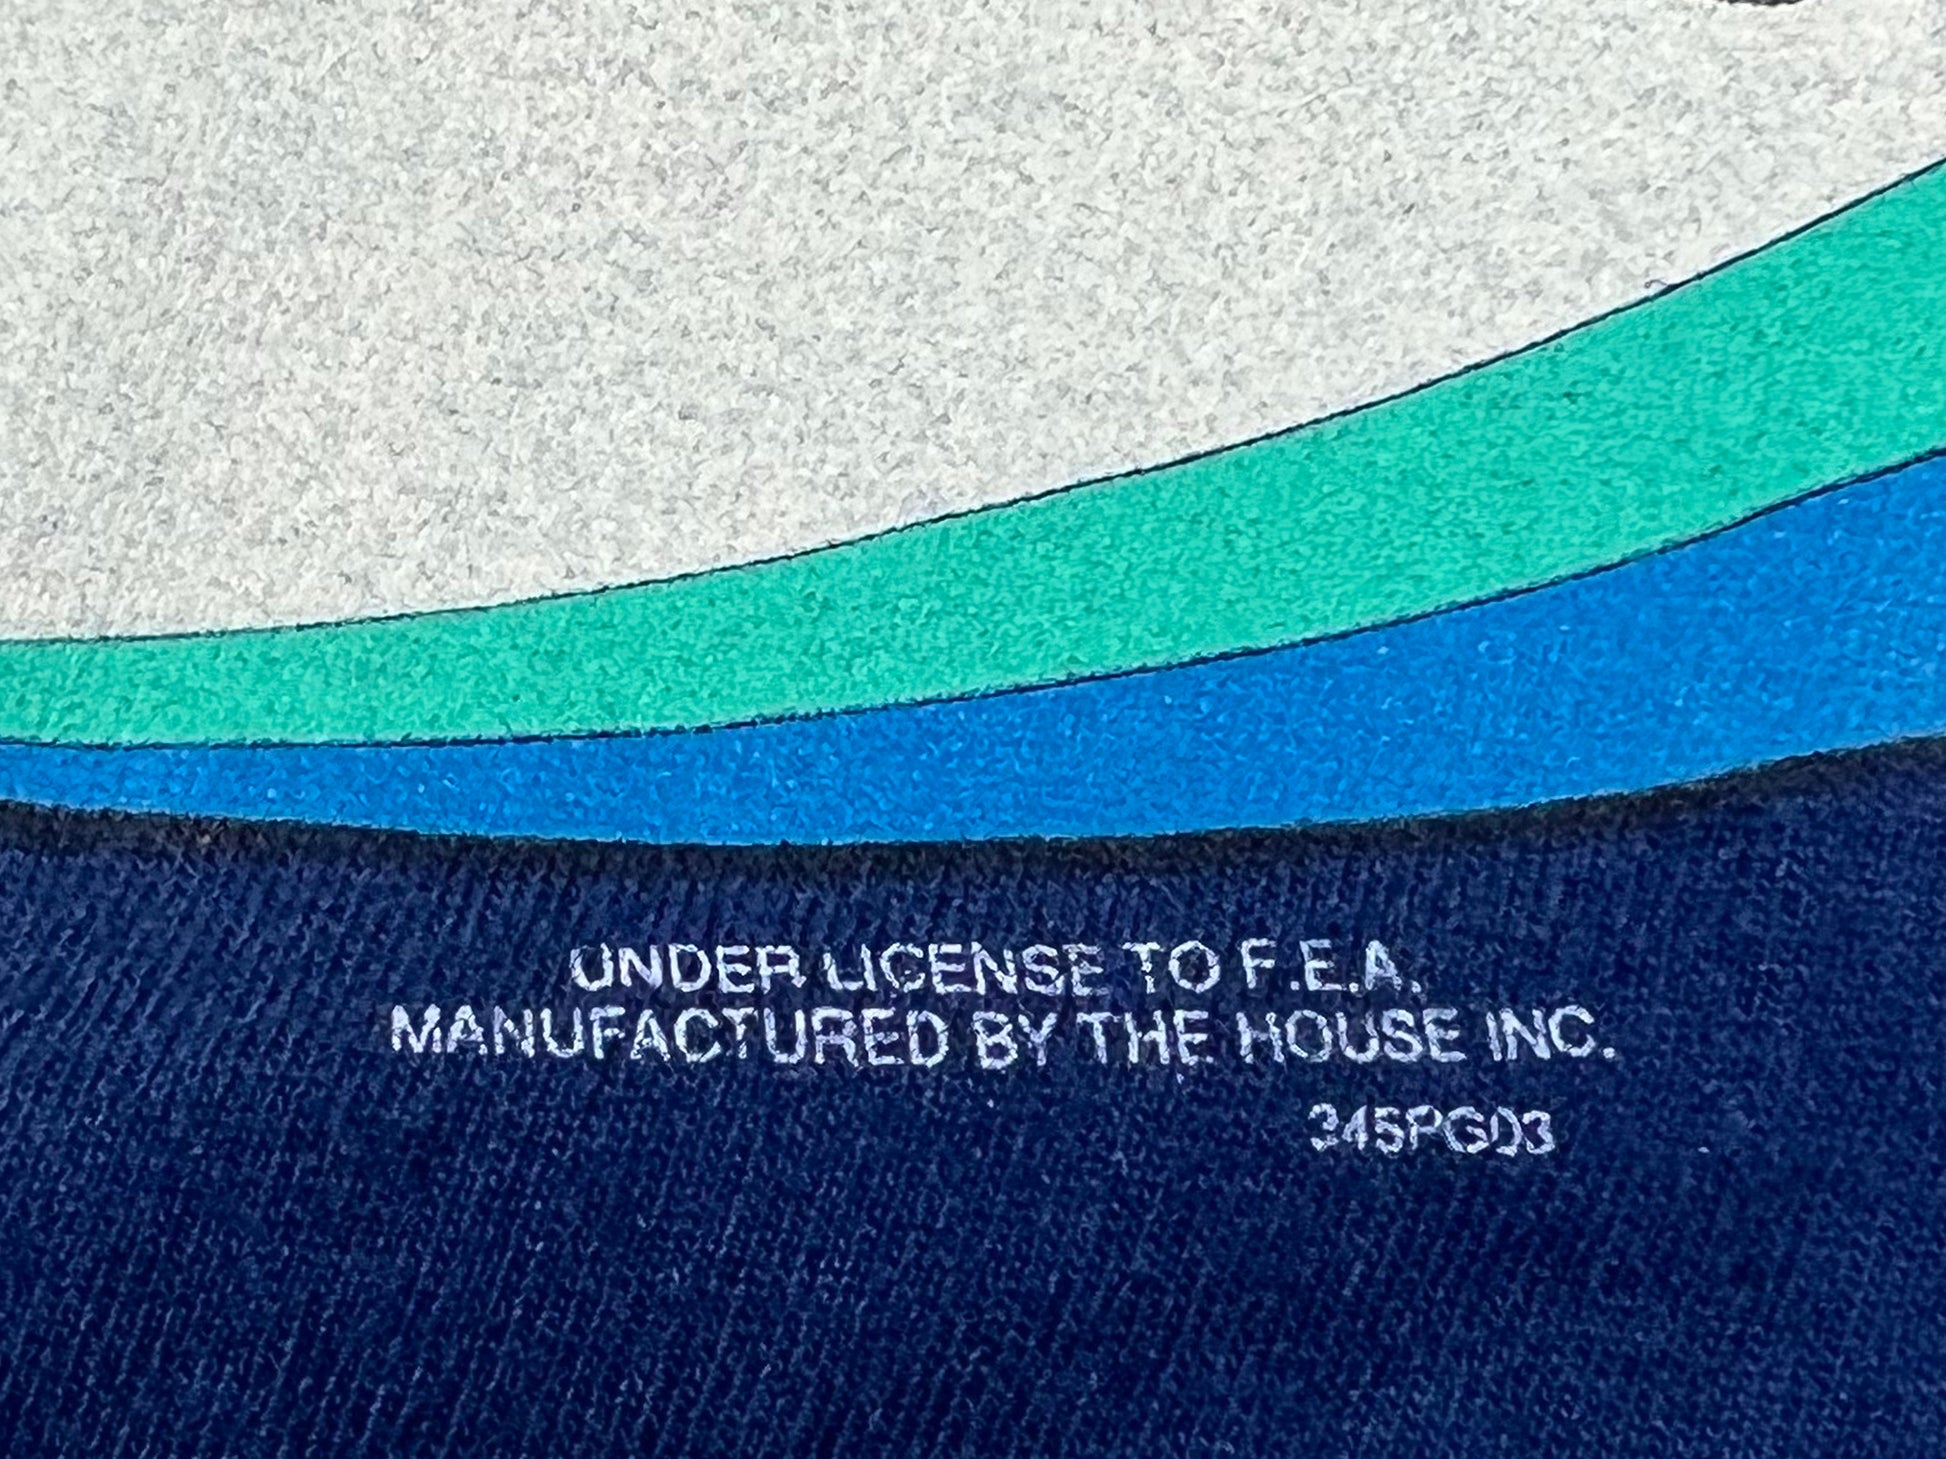 UNDER LICENSE TO F.E.A.
MANUFACTURED BY THE HOUSE INC.
345PG03